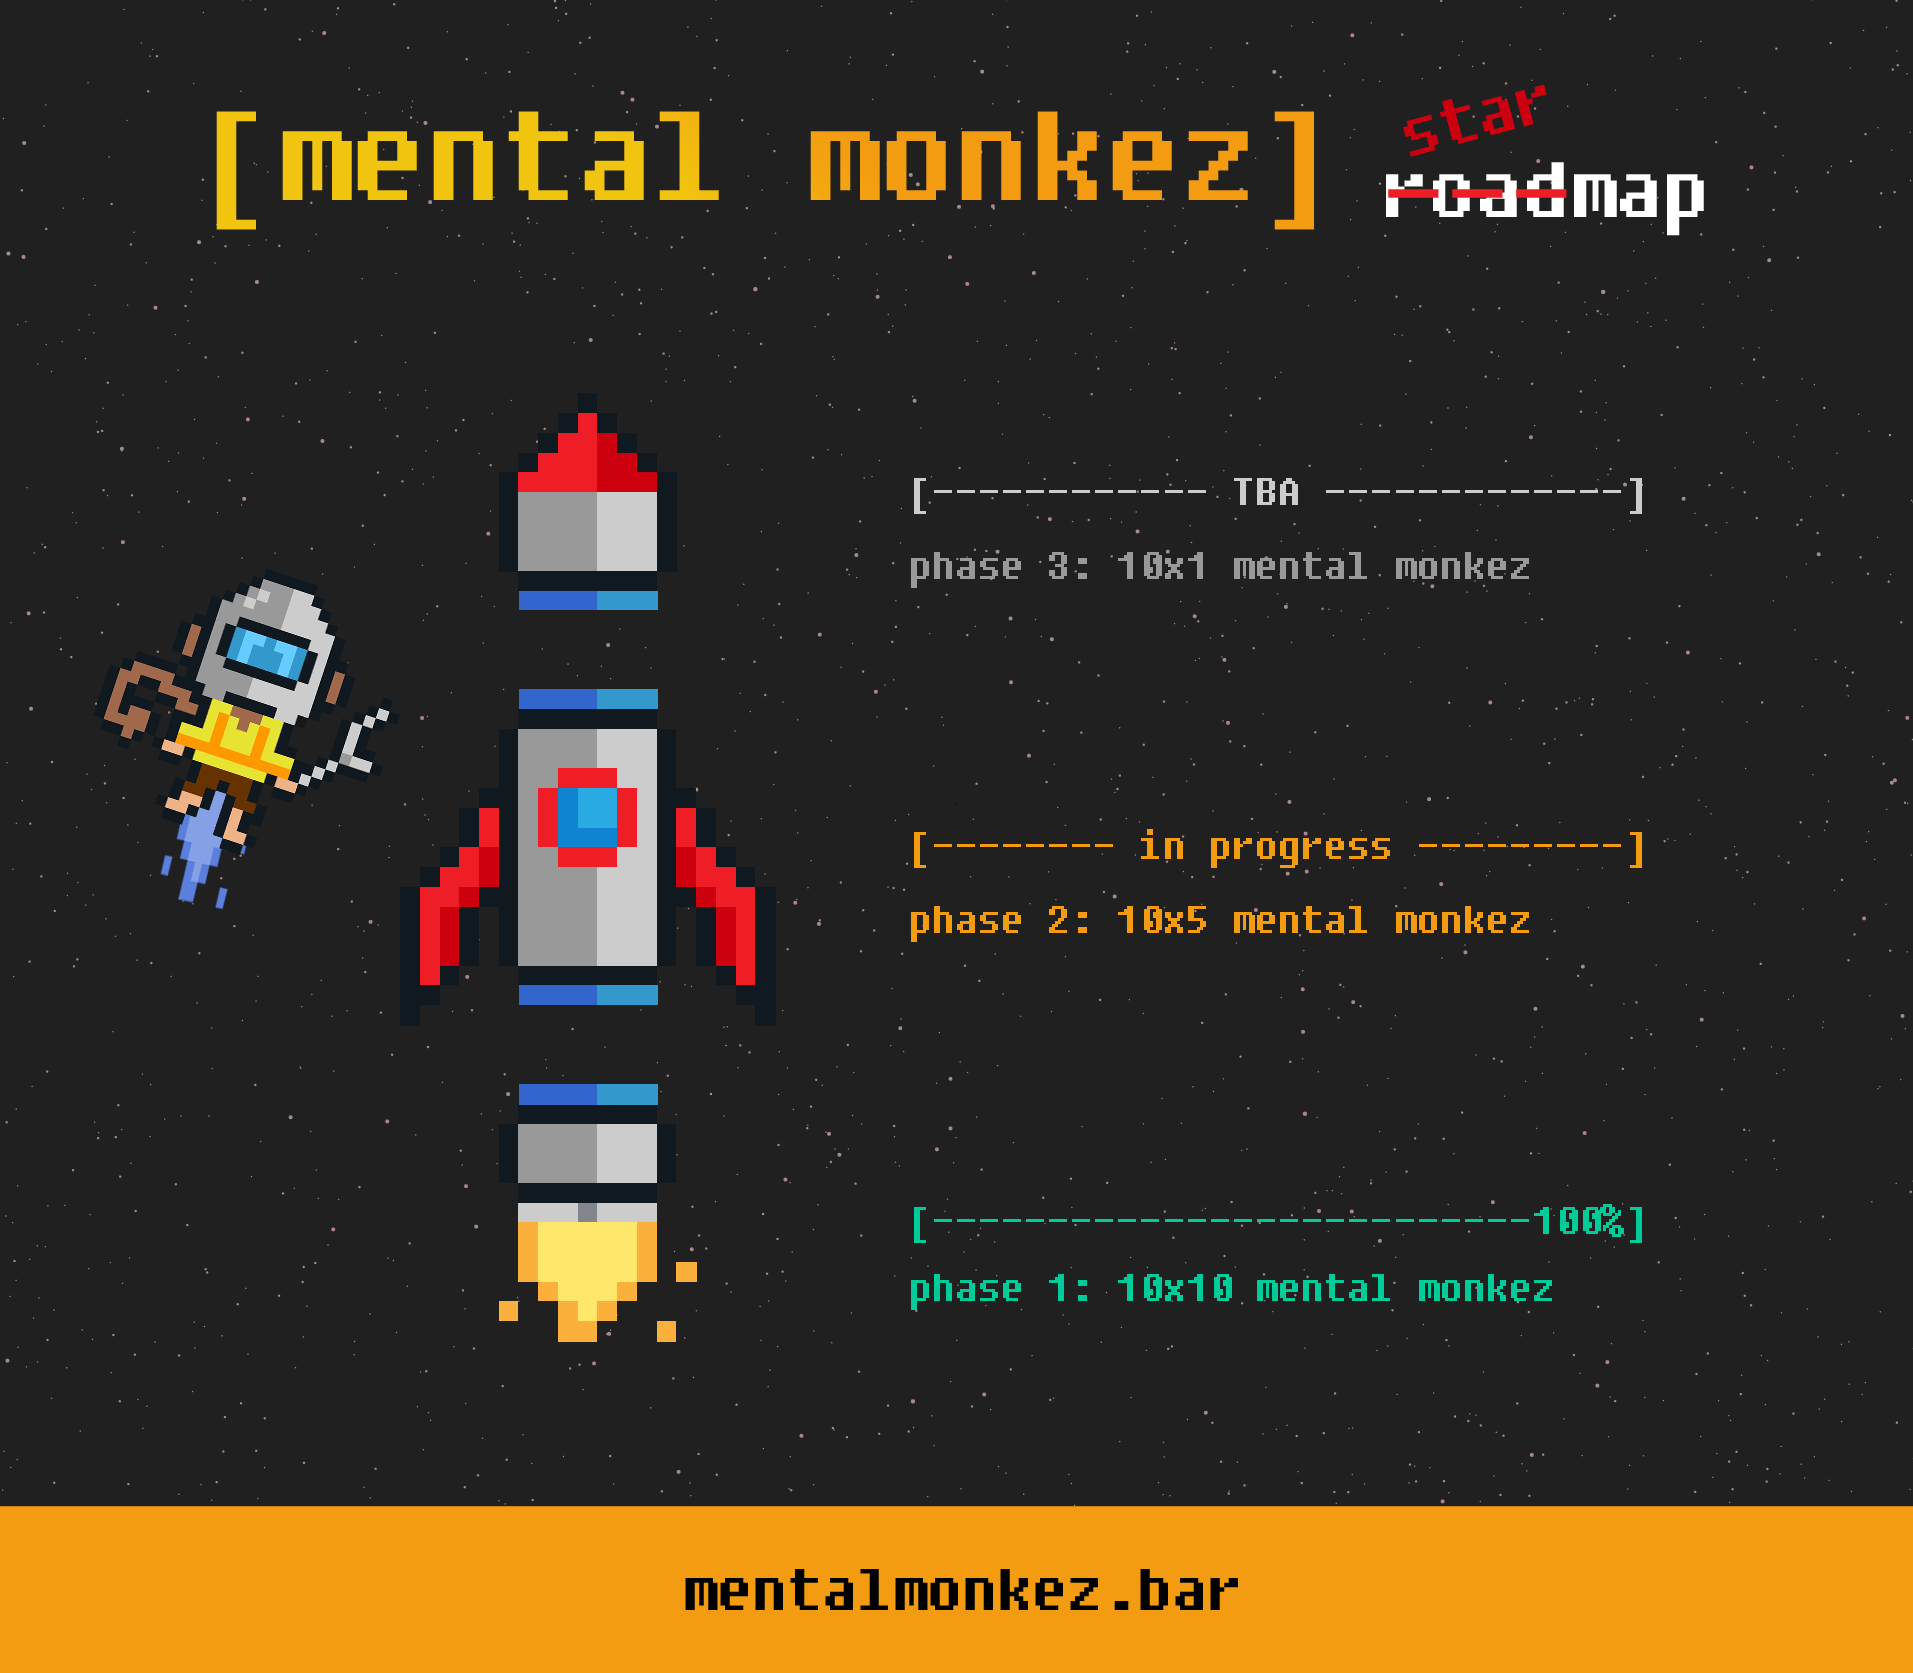 [mental monkez]
star
roadmap
[------------ TBA -------------]
phase 3: 10x1 mental monkez
[-------- in progress ---------]
phase 2: 10x5 mental monkez
[--------------------------100%]
phase 1: 10x10 mental monkez
mentalmonkez.bar